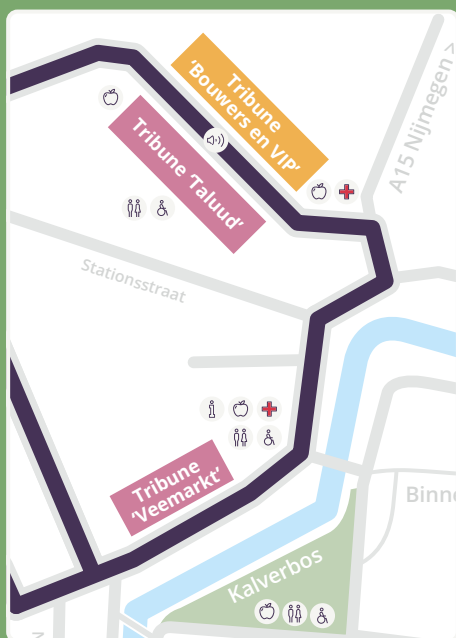 A15 Nijmegen >
Tribune
'Bouwers en VIP'
Tribune 'Taluud'
Stationsstraat
Tribune
'Veemarkt'
Binne
Kalverbos